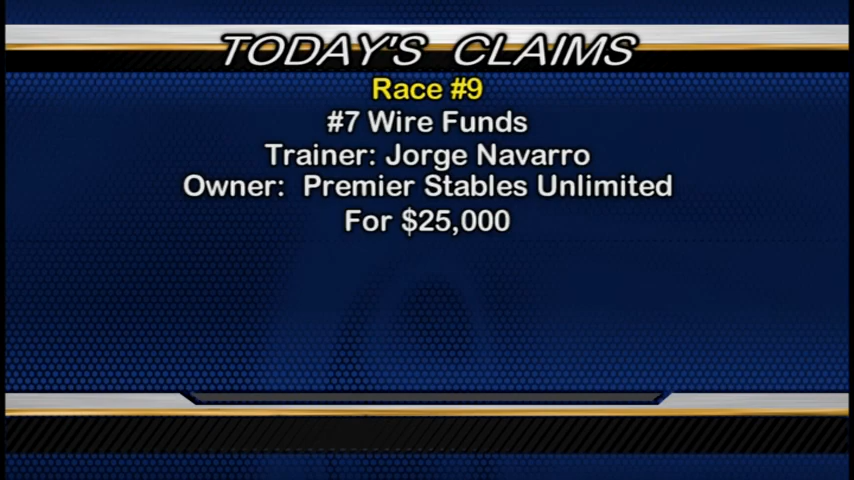 TODAY'S CLAIMS
Race #9
#7 Wire Funds
Trainer: Jorge Navarro
Owner: Premier Stables Unlimited
For $25,000